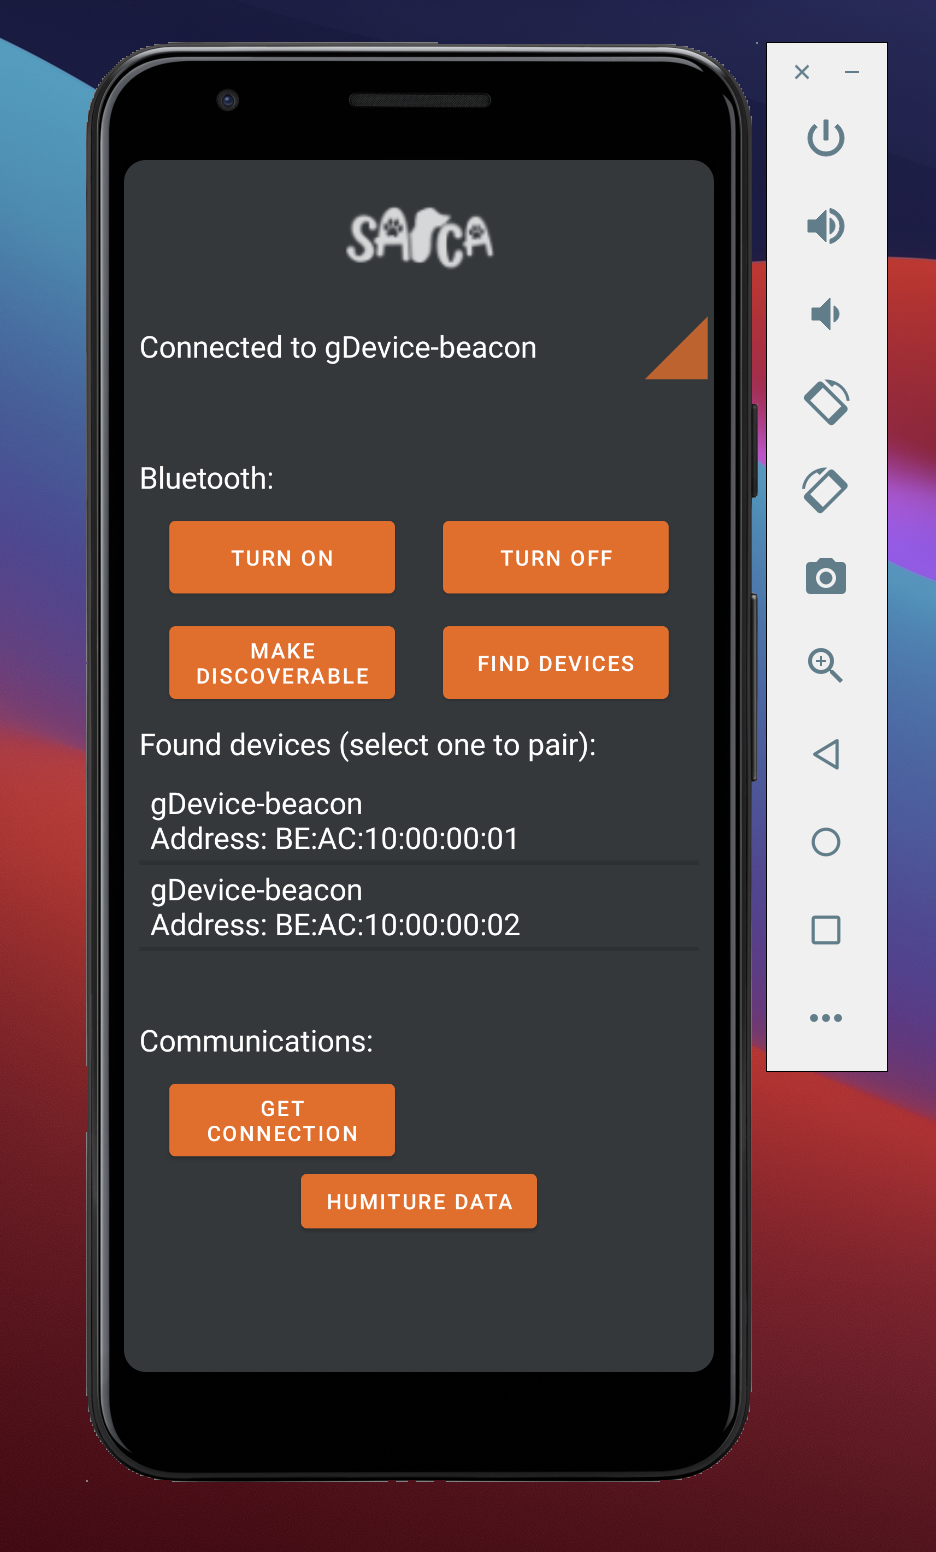 Connected to gDevice-beacon
Bluetooth:
TURN ON
TURN OFF
MAKE
DISCOVERABLE
FIND DEVICES
Found devices (select one to pair):
gDevice-beacon
Address: BE:AC:10:00:00:01
gDevice-beacon
Address: BE:AC:10:00:00:02
Communications:
GET
CONNECTION
HUMITURE DATA